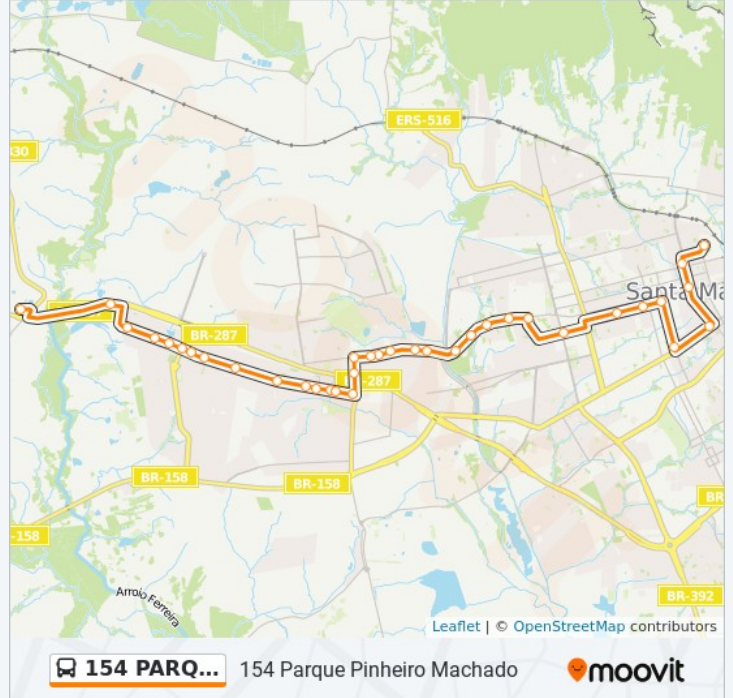 ERS-516
30
Santa Ma
BR-287
-287
BR-158
BR-158
BR
-158
Arroio Ferreira
BR-392
Leaflet | © OpenStreetMap contributors
154 PARQ... 154 Parque Pinheiro Machado moovit